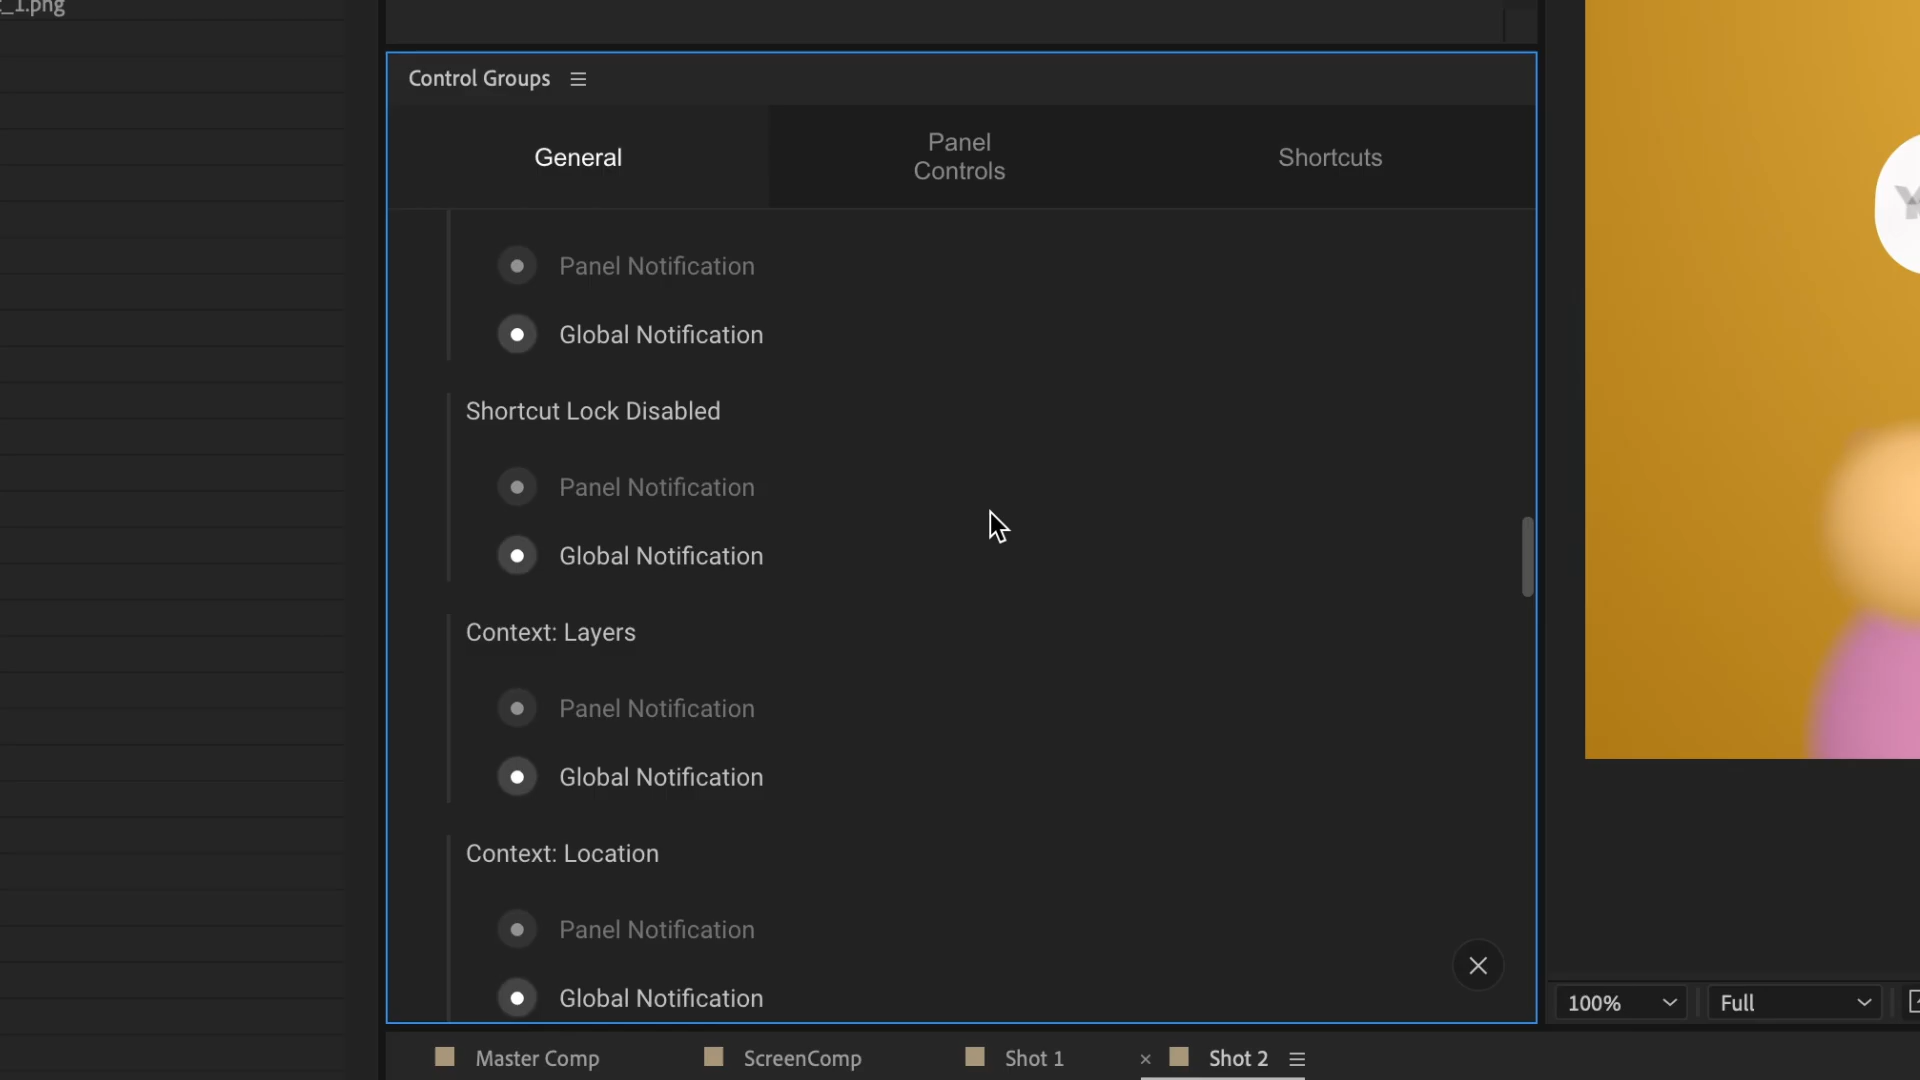 _1.png
Control Groups
General
Panel
Controls
Shortcuts
Panel Notification
Global Notification
Shortcut Lock Disabled
Panel Notification
Global Notification
Context: Layers
Panel Notification
Global Notification
Context: Location
Panel Notification
Global Notification
100%
Full
Master Comp
ScreenComp
Shot 1
Shot 2